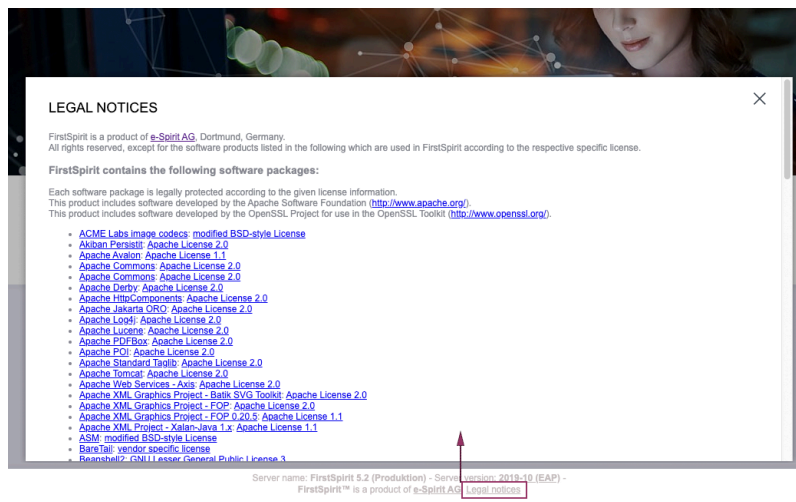 LEGAL NOTICES
FirstSpirit is a product of e-Spirit AG, Dortmund, Germany.
All rights reserved, except for the software products listed in the following which are used in FirstSpirit according to the respective specific license.
FirstSpirit contains the following software packages:
Each software package is legally protected according to the given license information.
This product includes software developed by the Apache Software Foundation (http://www.apache.org/).
This product includes software developed by the OpenSSL Project for use in the OpenSSL Toolkit (http://www.openssl.org/).
ACME Labs image codecs: modified BSD-style License
Akiban Persistit: Apache License 2.0
Apache Avalon: Apache License 1.1
Apache Commons: Apache License 2.0
Apache Commons: Apache License 2.0
Apache Derby: Apache License 2.0
Apache HttpComponents: Apache License 2.0
Apache Jakarta ORO: Apache License 2.0
Apache Log4j: Apache License 2.0
Apache Lucene: Apache License 2.0
Apache PDFBox: Apache License 2.0
Apache POI: Apache License 2.0
Apache Standard Taglib: Apache License 2.0
Apache Tomcat: Apache License 2.0
Apache Web Services - Axis: Apache License 2.0
Apache XML Graphics Project - Batik SVG Toolkit: Apache License 2.0
Apache XML Graphics Project - FOP: Apache License 2.0
Apache XML Graphics Project - FOP 0.20.5: Apache License 1.1
Apache XML Project - Xalan-Java 1.x: Apache License 1.1
ASM: modified BSD-style License
BareTail: vendor specific license
Beanshell2: GNU Lesser General Public License 3
Server name: FirstSpirit 5.2 (Produktion) - Server version: 2019-10 (EAP) -
FirstSpirit™ is a product of e-Spirit AG Legal notices